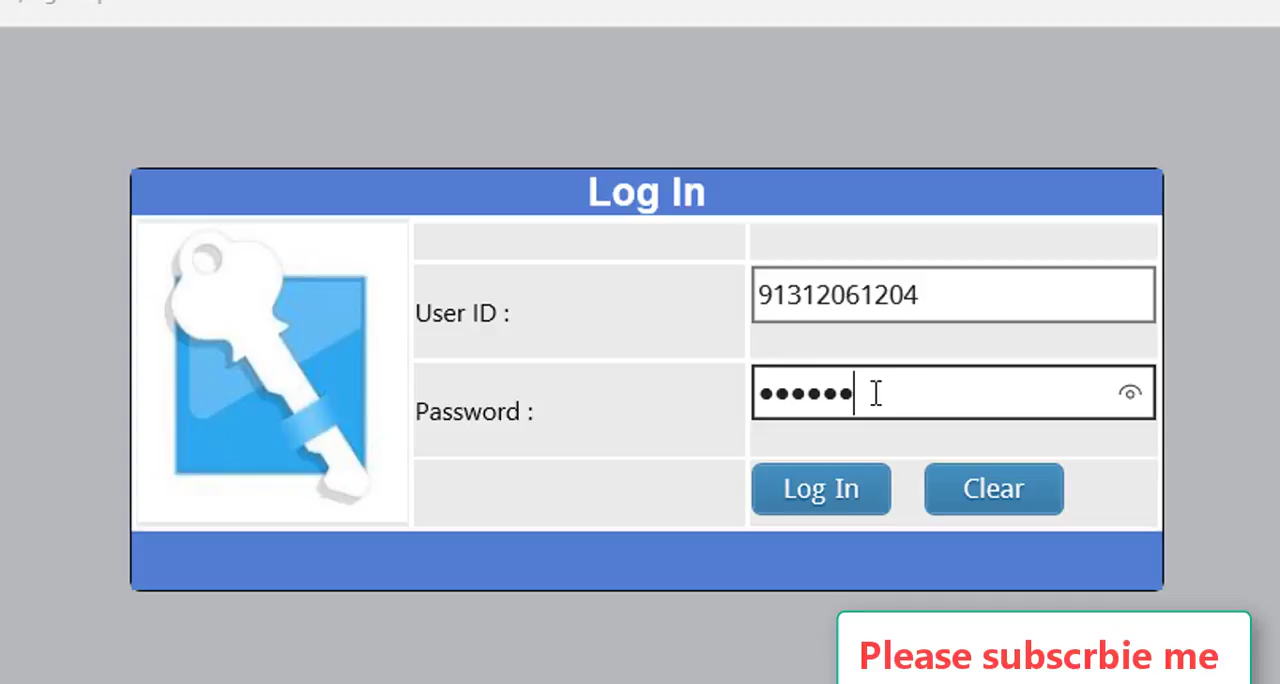 Log In
User ID :
91312061204
Password :
••••••
Log In
Clear
Please subscrbie me